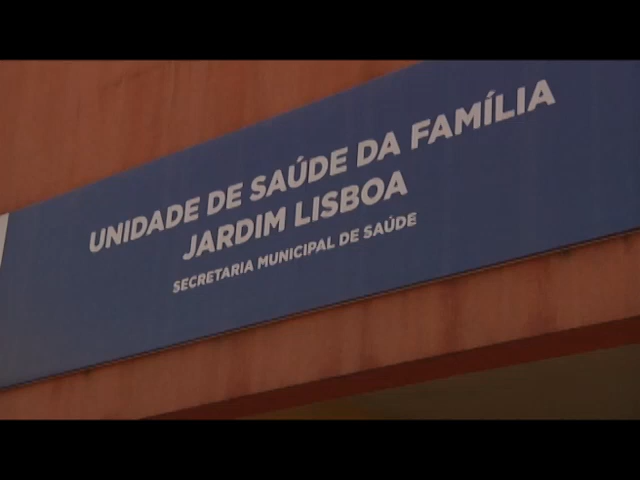 UNIDADE DE SAÚDE DA FAMÍLIA
JARDIM LISBOA
SECRETARIA MUNICIPAL DE SAÚDE